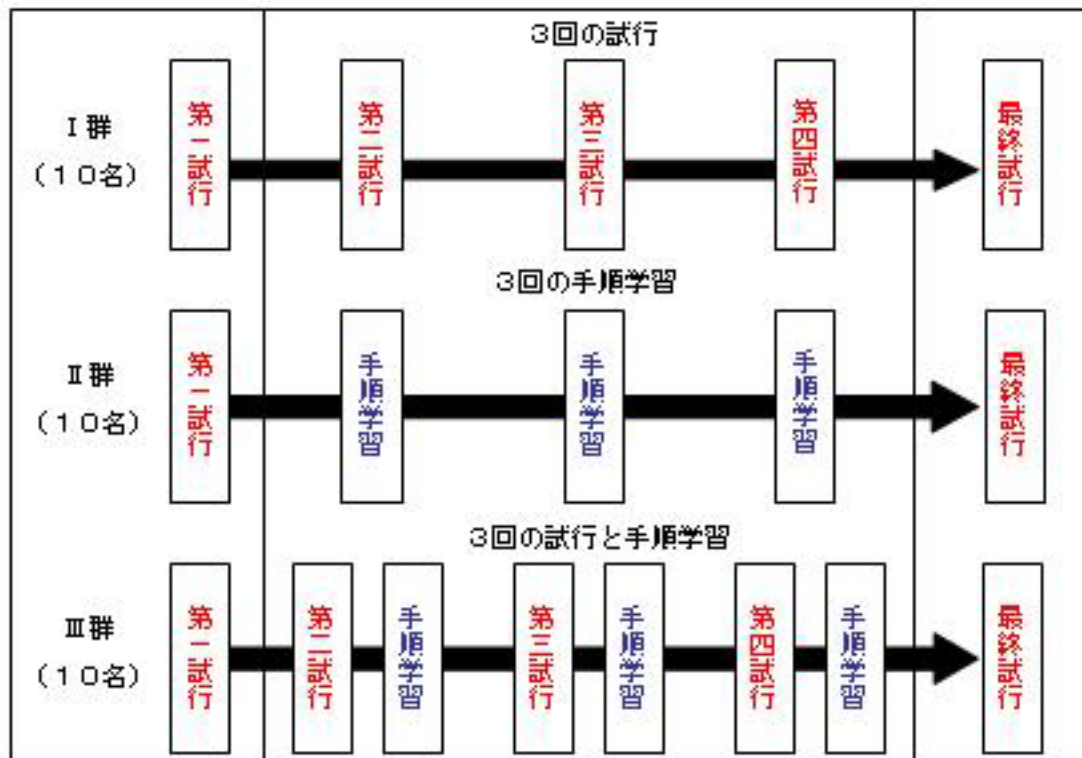 3回の試行
Ⅰ群
(10名)
第一試行
第二試行
第三試行
第四試行
最終試行
3回の手順学習
Ⅱ群
(10名)
第一試行
手順学習
手順学習
手順学習
最終試行
3回の試行と手順学習
Ⅲ群
(10名)
第一試行
第二試行
手順学習
第三試行
手順学習
第四試行
手順学習
最終試行